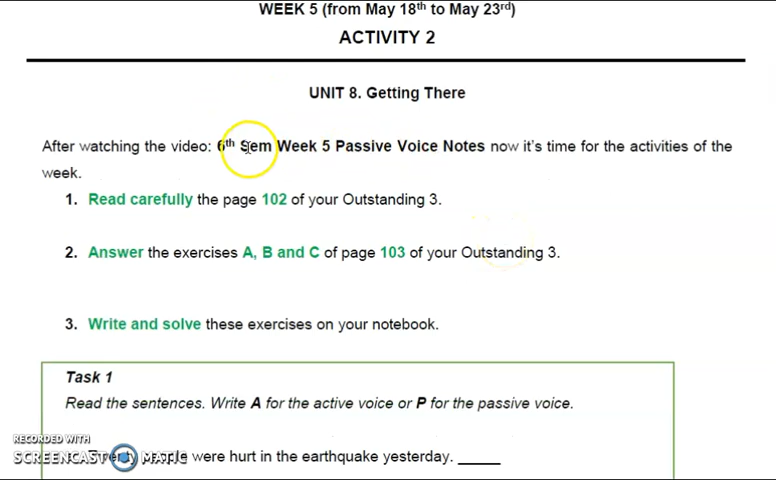 WEEK 5 (from May 18th to May 23rd)
ACTIVITY 2
UNIT 8. Getting There
After watching the video: 6th Sem Week 5 Passive Voice Notes now it's time for the activities of the
week.
1. Read carefully the page 102 of your Outstanding 3.
2. Answer the exercises A, B and C of page 103 of your Outstanding 3.
3. Write and solve these exercises on your notebook.
Task 1
Read the sentences. Write A for the active voice or P for the passive voice.
RECORDED WITH
SCREENCAST MATIC
were hurt in the earthquake yesterday. _____